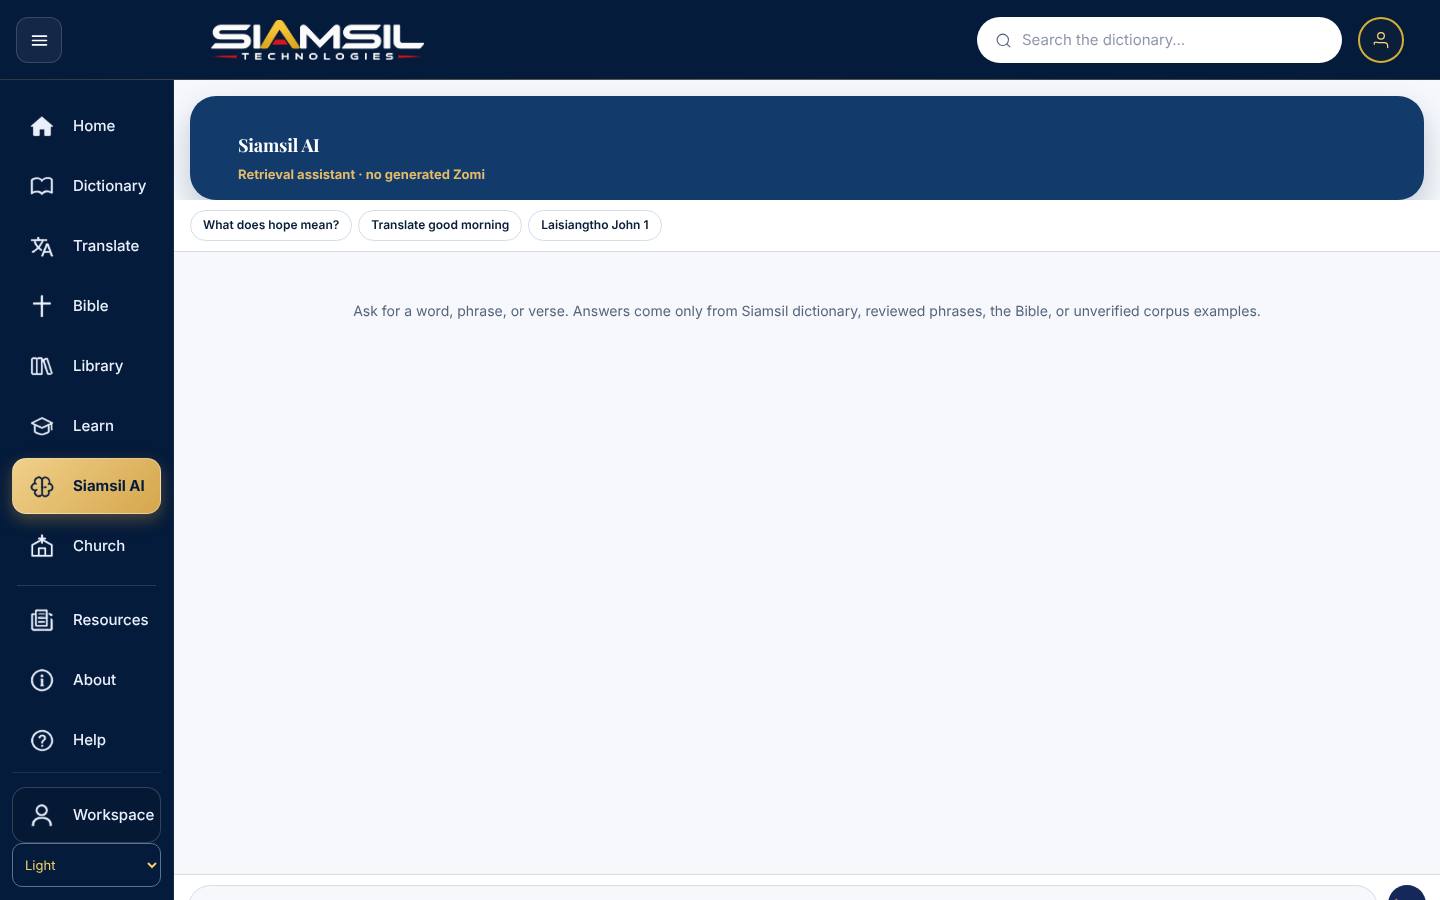 SIAMSIL
TECHNOLOGIES
Search the dictionary...
Home
Dictionary
Translate
Bible
Library
Learn
Siamsil AI
Church
Resources
About
Help
Workspace
Light
Siamsil AI
Retrieval assistant · no generated Zomi
What does hope mean?
Translate good morning
Laisiangtho John 1
Ask for a word, phrase, or verse. Answers come only from Siamsil dictionary, reviewed phrases, the Bible, or unverified corpus examples.